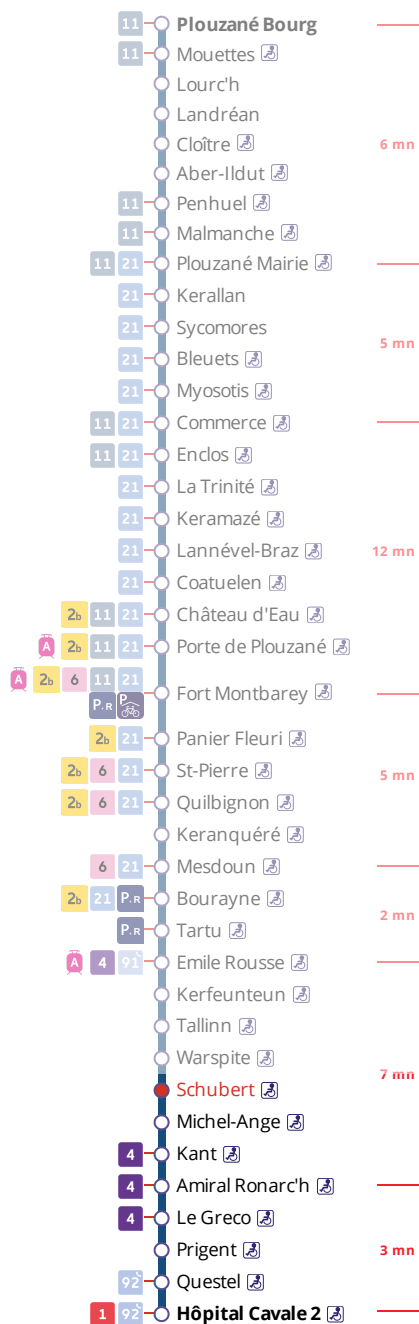 11 Plouzané Bourg
11 Mouettes
Lourc'h
Landréan
Cloître 6 mn
Aber-Ildut
11 Penhuel
11 Malmanche
11 21 Plouzané Mairie
21 Kerallan
21 Sycomores
5 mn
21 Bleuets
21 Myosotis
11 21 Commerce
11 21 Enclos
21 La Trinité
21 Keramazé
21 Lannével-Braz 12 mn
21 Coatuelen
2b 11 21 Château d'Eau
A 2b 11 21 Porte de Plouzané
A 2b 6 11 21
P.R P Fort Montbarey
2b 21 Panier Fleuri
2b 6 21 St-Pierre 5 mn
2b 6 21 Quilbignon
Keranquéré
6 21 Mesdoun
2b 21 P.R Bourayne
2 mn
P.R Tartu
A 4 91 Emile Rousse
Kerfeunteun
Tallinn
Warspite
7 mn
Schubert
Michel-Ange
4 Kant
4 Amiral Ronarc'h
4 Le Greco
Prigent 3 mn
92 Questel
1 92 Hôpital Cavale 2